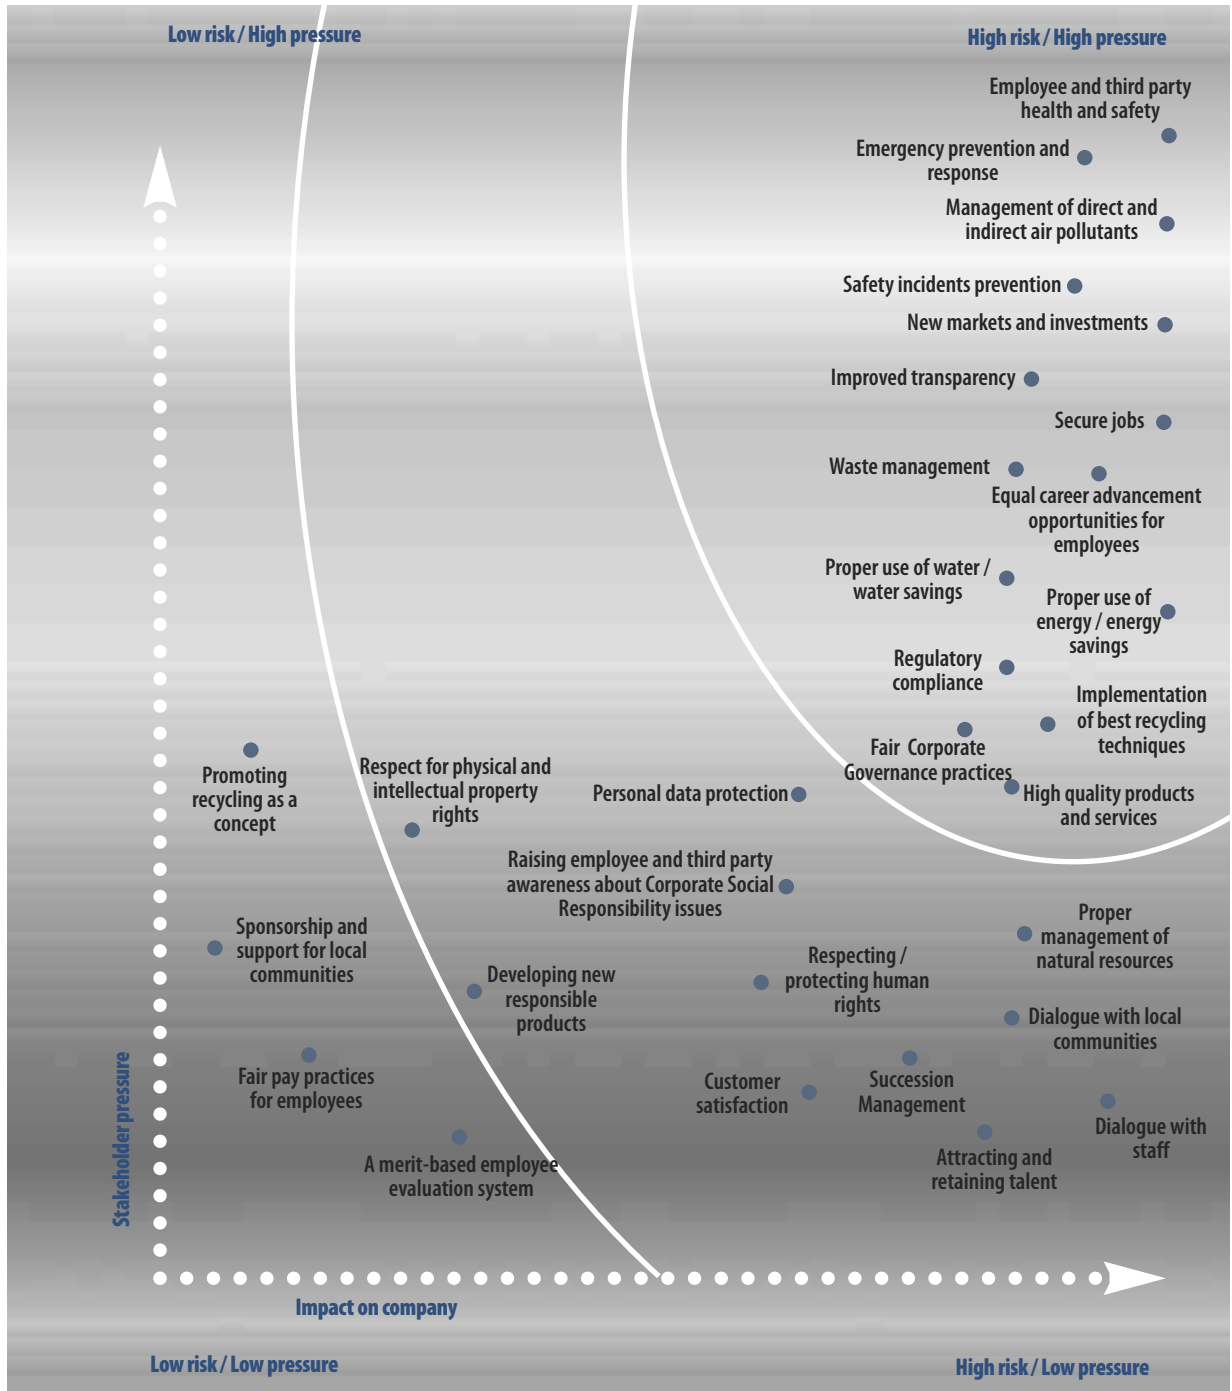 Low risk / High pressure
High risk / High pressure
Employee and third party
health and safety
Emergency prevention and
response
Management of direct and
indirect air pollutants
Safety incidents prevention
New markets and investments
Improved transparency
Secure jobs
Waste management
Equal career advancement
opportunities for
employees
Proper use of water /
water savings
Proper use of
energy / energy
savings
Regulatory
compliance
Implementation
of best recycling
techniques
Fair Corporate
Governance practices
High quality products
and services
Promoting
recycling as a
concept
Respect for physical and
intellectual property
rights
Personal data protection
Raising employee and third party
awareness about Corporate Social
Responsibility issues
Sponsorship and
support for local
communities
Developing new
responsible
products
Respecting /
protecting human
rights
Proper
management of
natural resources
Dialogue with local
communities
Fair pay practices
for employees
Customer
satisfaction
Succession
Management
Dialogue with
staff
A merit-based employee
evaluation system
Attracting and
retaining talent
Stakeholder pressure
Impact on company
Low risk / Low pressure
High risk / Low pressure